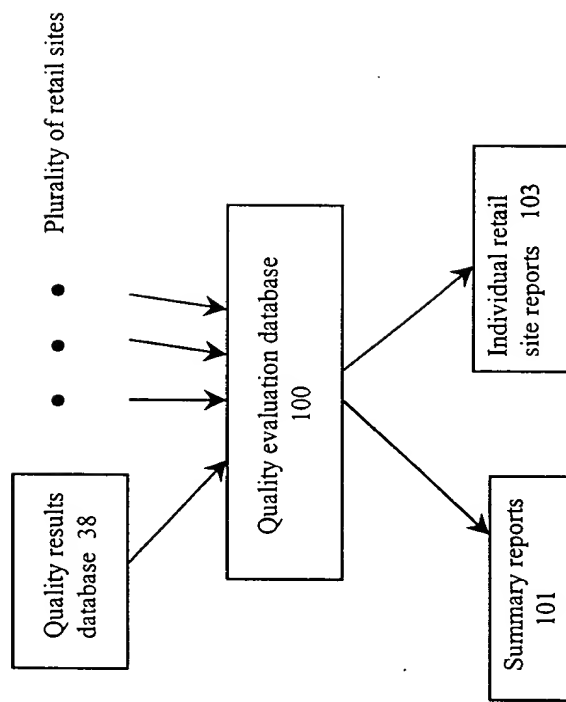 Plurality of retail sites
Quality results
database 38
Quality evaluation database
100
Summary reports
101
Individual retail
site reports 103